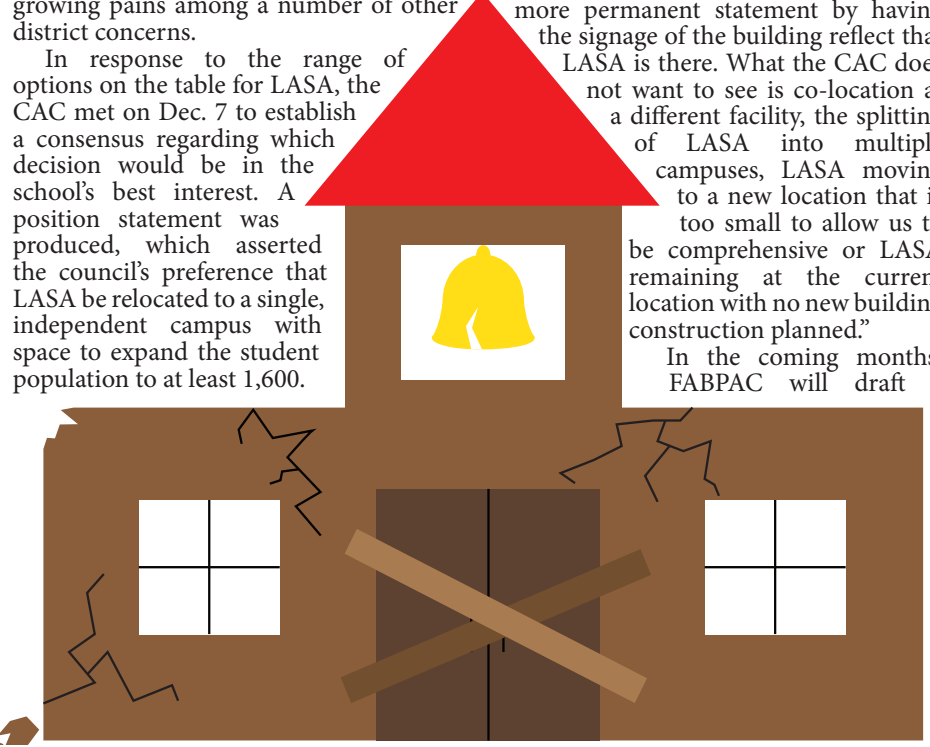 growing pains among a number of other
district concerns.
In response to the range of
options on the table for LASA, the
CAC met on Dec. 7 to establish
a consensus regarding which
decision would be in the
school’s best interest. A
position statement was
produced, which asserted
the council’s preference that
LASA be relocated to a single,
independent campus with
space to expand the student
population to at least 1,600.
more permanent statement by havin
the signage of the building reflect tha
LASA is there. What the CAC doe
not want to see is co-location a
a different facility, the splittin
of LASA into multipl
campuses, LASA movin
to a new location that i
too small to allow us t
be comprehensive or LASA
remaining at the curren
location with no new buildin
construction planned.”
In the coming months
FABPAC will draft